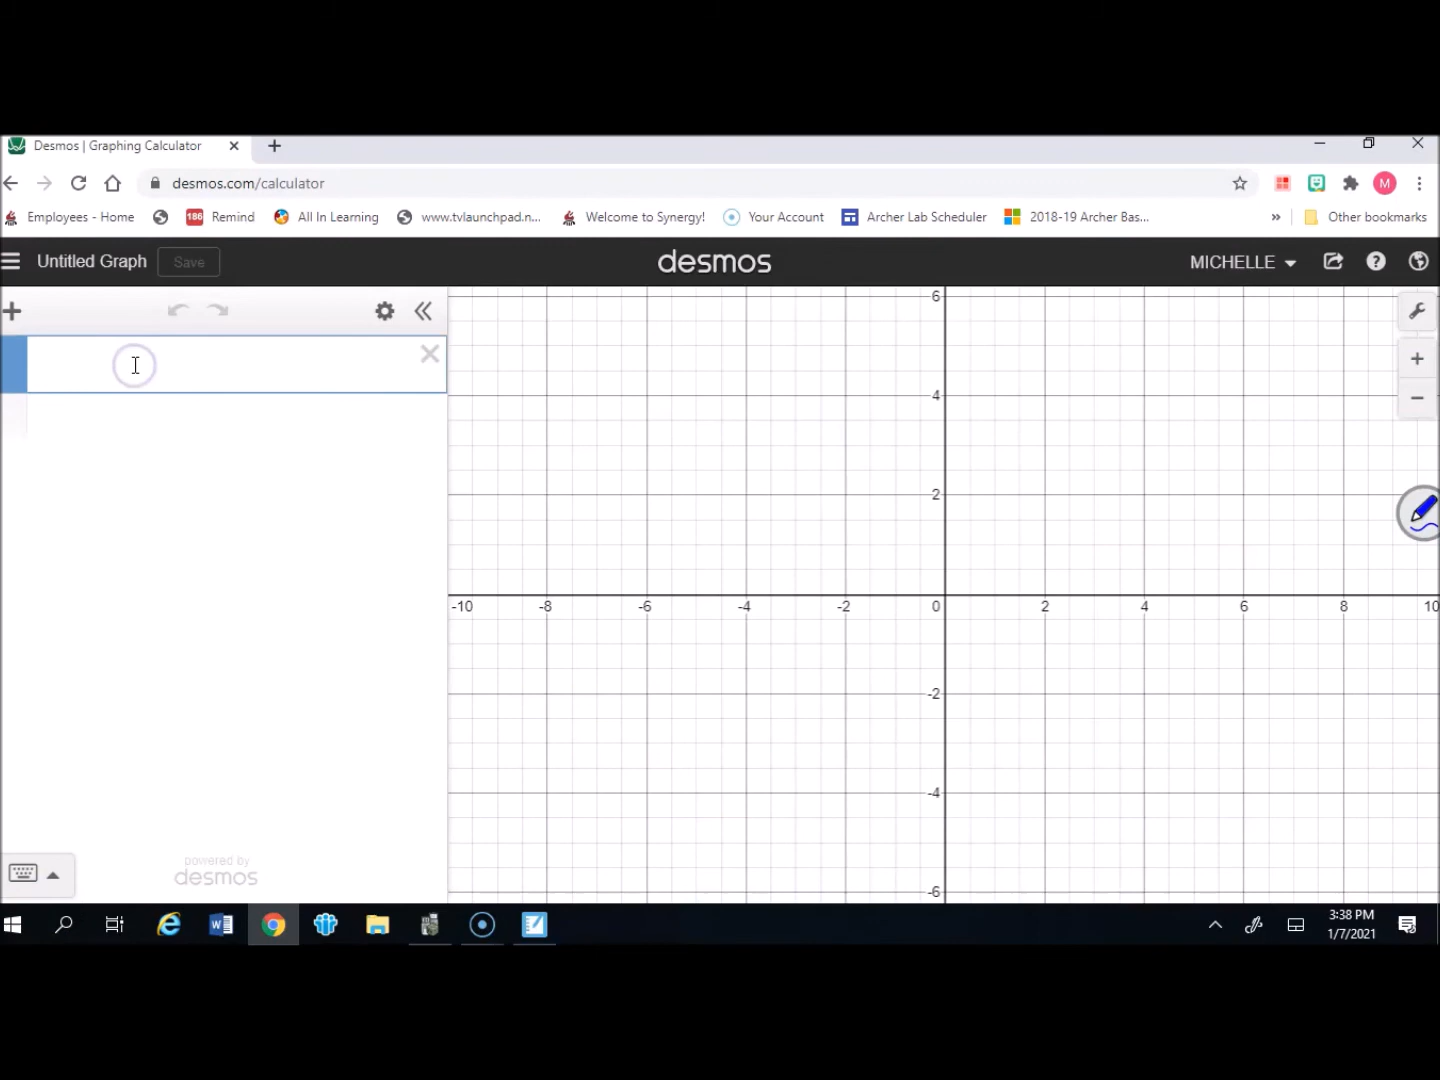 Desmos | Graphing Calculator
desmos.com/calculator
M
Employees - Home 186 Remind All In Learning www.tvlaunchpad.n... Welcome to Synergy! Your Account Archer Lab Scheduler 2018-19 Archer Bas... » Other bookmarks
Untitled Graph Save desmos MICHELLE
6
4
2
-10 -8 -6 -4 -2 0 2 4 6 8 10
-2
-4
-6
powered by
desmos
3:38 PM
1/7/2021